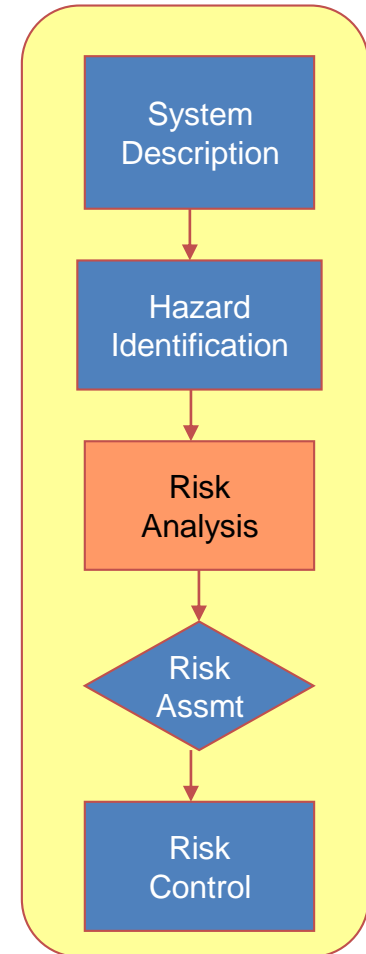 System
Description
Hazard
Identification
Risk
Analysis
Risk
Assmt
Risk
Control